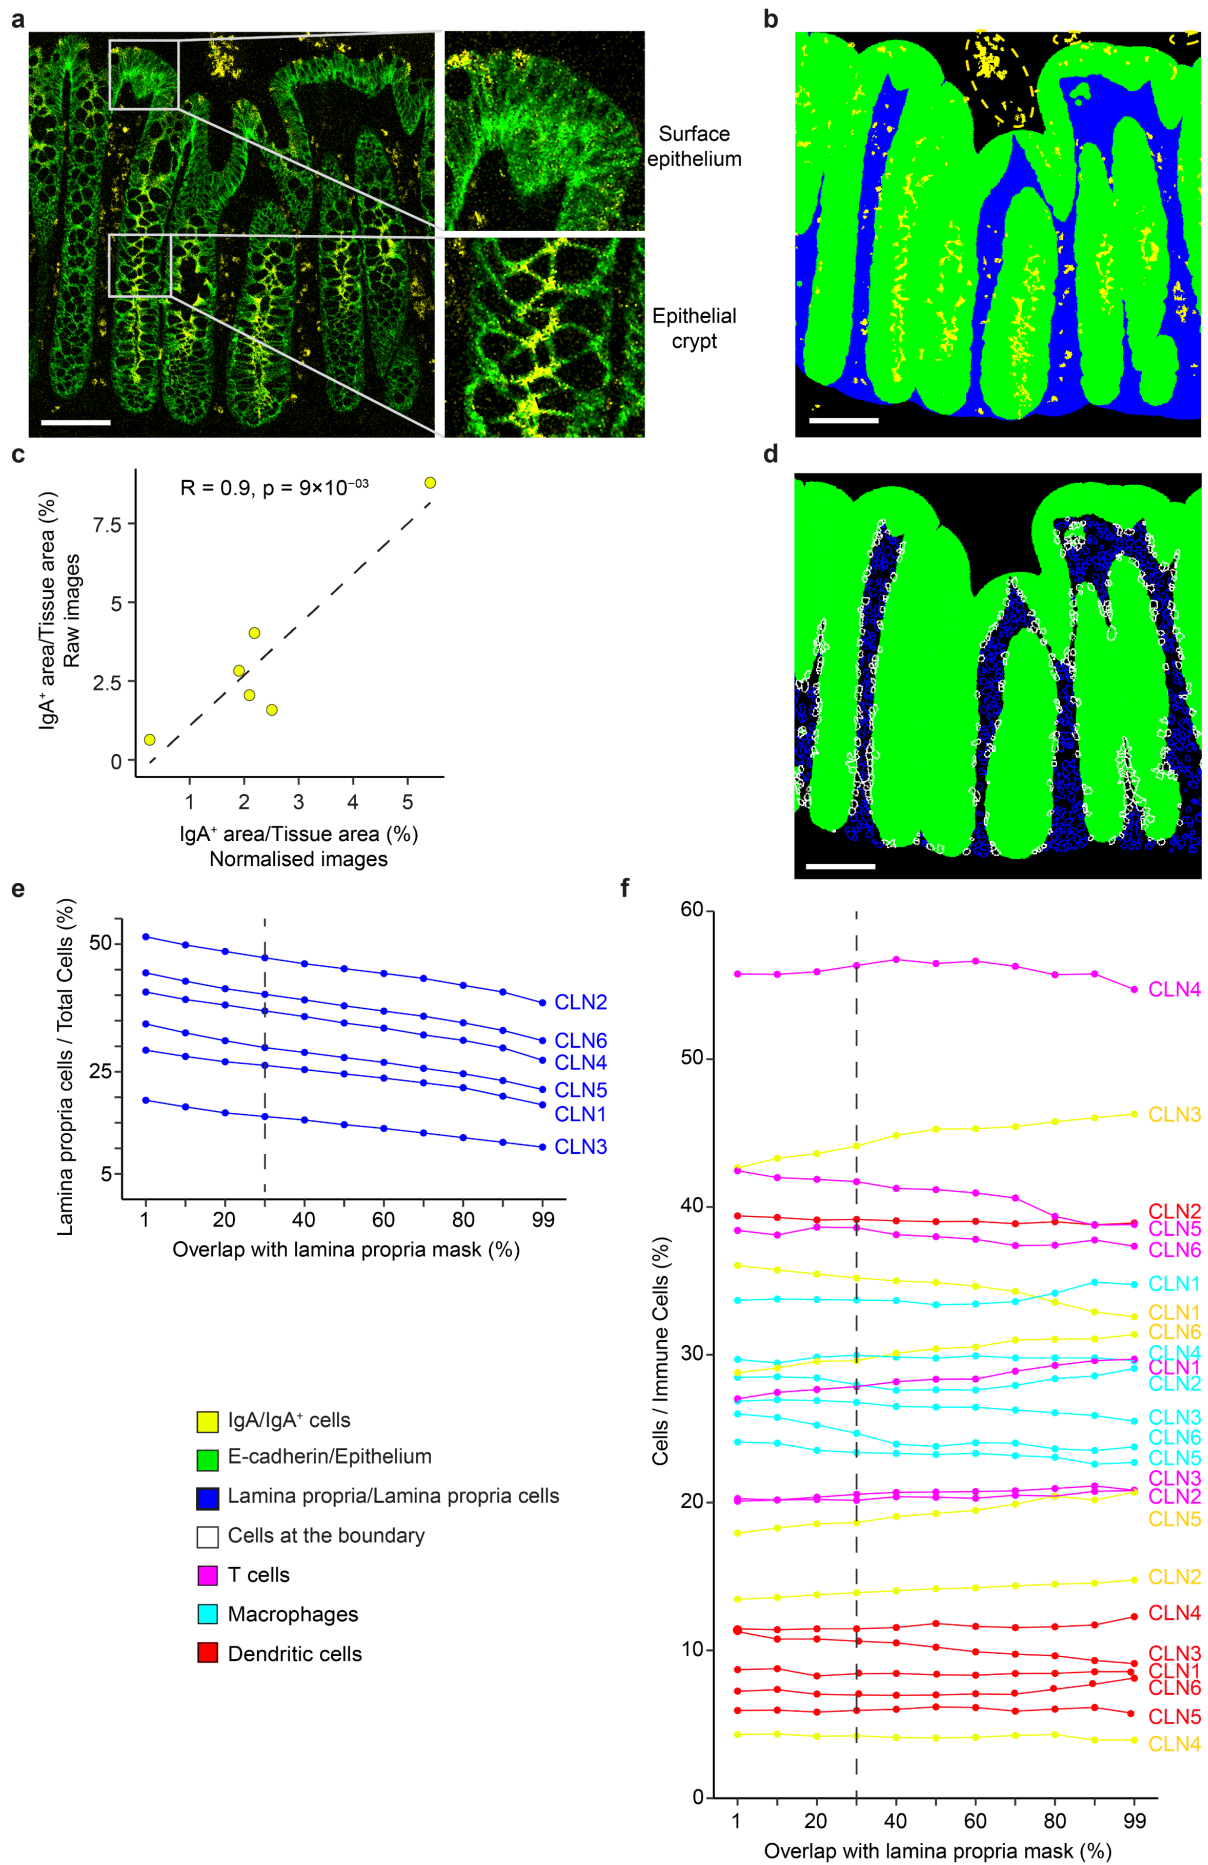 a
Surface
epithelium
Epithelial
crypt
b
c
R = 0.9, p = 9×10⁻⁰³
IgA⁺ area/Tissue area (%)
Raw images
7.5
5
2.5
0
1 2 3 4 5
IgA⁺ area/Tissue area (%)
Normalised images
d
e
Lamina propria cells / Total Cells (%)
50
25
5
CLN2
CLN6
CLN4
CLN5
CLN1
CLN3
1 20 40 60 80 99
Overlap with lamina propria mask (%)
IgA/IgA⁺ cells
E-cadherin/Epithelium
Lamina propria/Lamina propria cells
Cells at the boundary
T cells
Macrophages
Dendritic cells
f
Cells / Immune Cells (%)
60
50
40
30
20
10
0
CLN4
CLN3
CLN2
CLN5
CLN6
CLN1
CLN1
CLN6
CLN4
CLN1
CLN2
CLN3
CLN6
CLN5
CLN3
CLN2
CLN5
CLN2
CLN4
CLN3
CLN1
CLN6
CLN5
CLN4
1 20 40 60 80 99
Overlap with lamina propria mask (%)